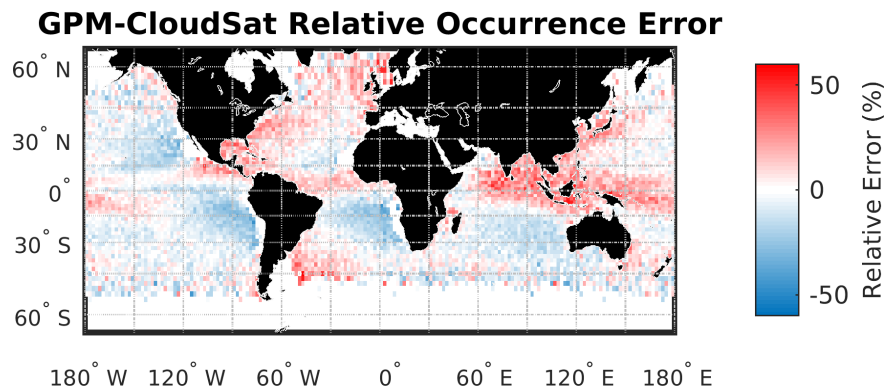 GPM-CloudSat Relative Occurrence Error
60° N
30° N
0°
30° S
60° S
180° W 120° W 60° W 0° 60° E 120° E 180° E
50
0
-50
Relative Error (%)